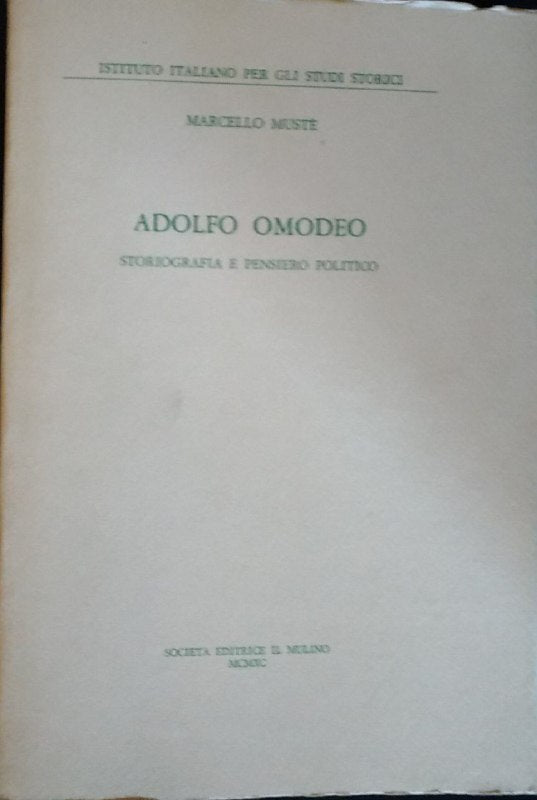 ISTITUTO ITALIANO PER GLI STUDI STORICI
MARCELLO MUSTÈ
ADOLFO OMODEO
STORIOGRAFIA E PENSIERO POLITICO
SOCIETÀ EDITRICE IL MULINO
MCMXC